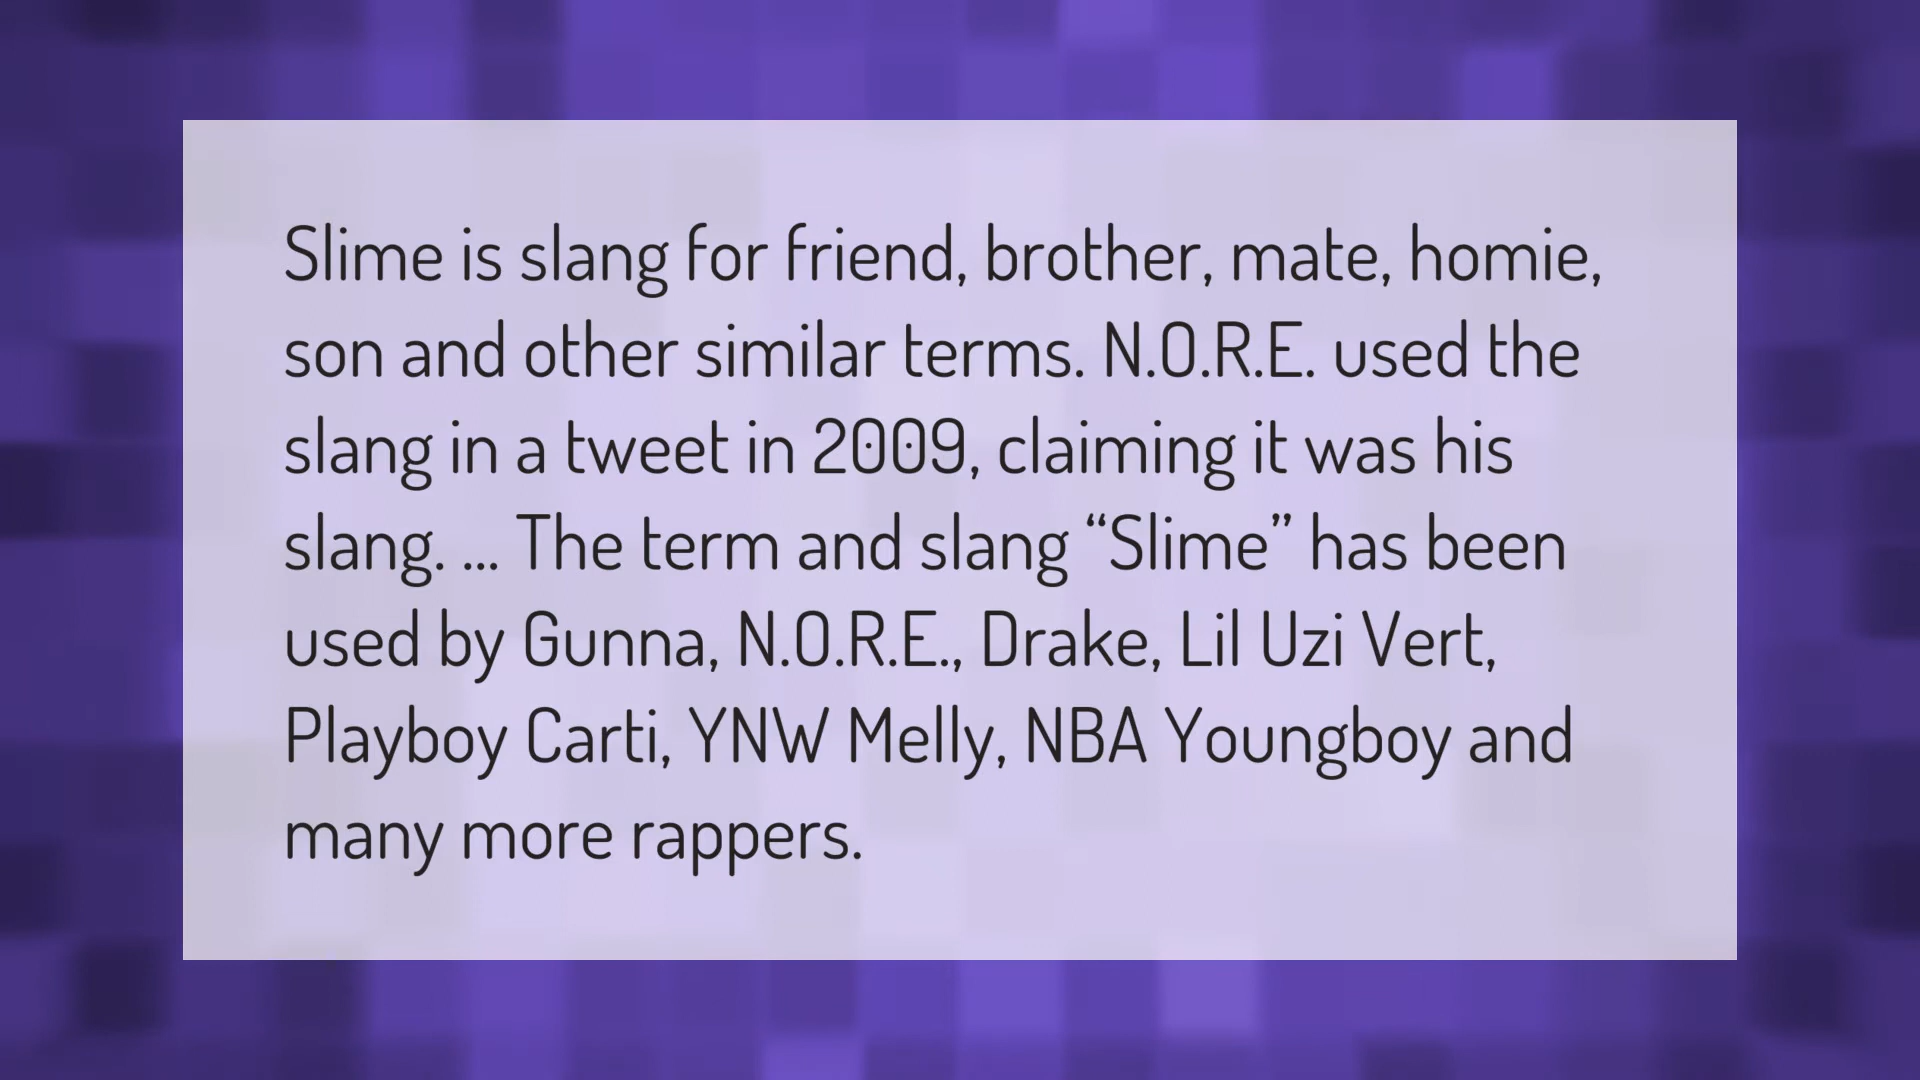 Slime is slang for friend, brother, mate, homie,
son and other similar terms. N.O.R.E. used the
slang in a tweet in 2009, claiming it was his
slang. ... The term and slang “Slime” has been
used by Gunna, N.O.R.E., Drake, Lil Uzi Vert,
Playboy Carti, YNW Melly, NBA Youngboy and
many more rappers.